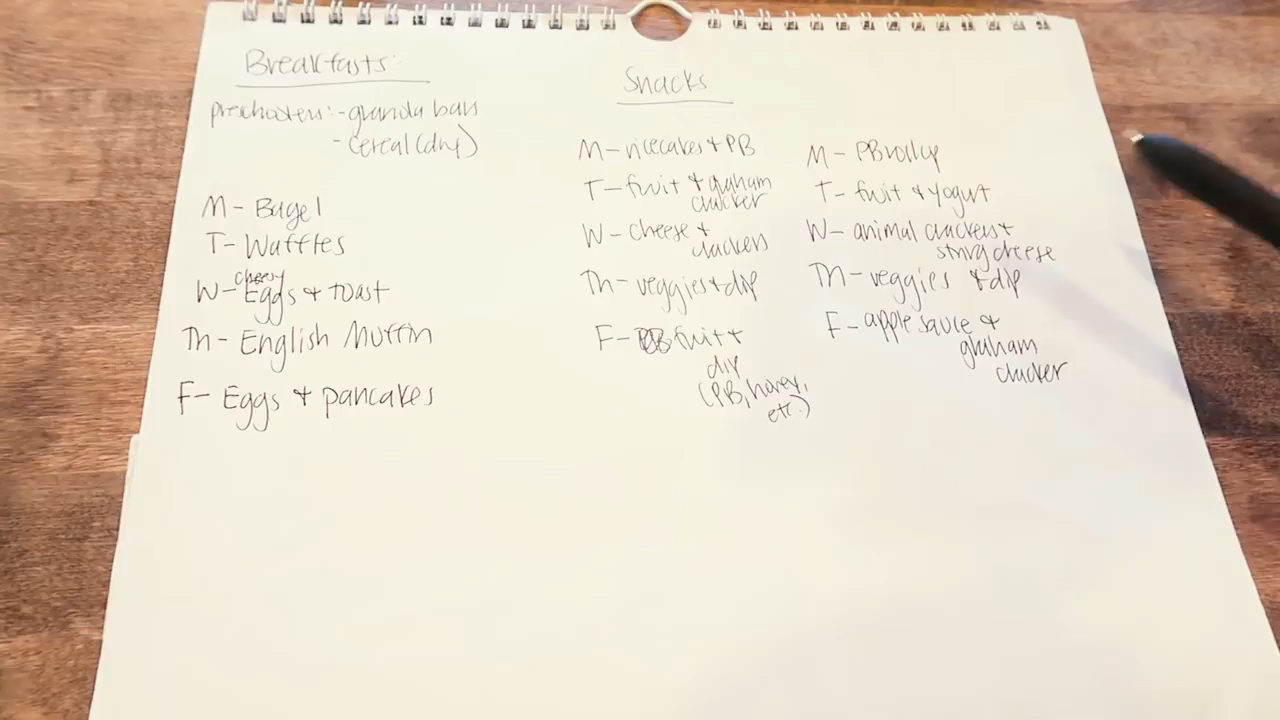 Breakfasts:
preschoolers: - granola bars
- cereal (dry)
M - Bagel
T - Waffles
cheesy
W - Eggs + toast
Th - English Muffin
F - Eggs + pancakes
Snacks
M - ricecakes + PB
T - fruit + graham
cracker
W - cheese +
crackers
Th - veggies + dip
F - fruit +
dip
(PB, honey,
etc.)
M - PB rollup
T - fruit + yogurt
W - animal crackers +
string cheese
Th - veggies + dip
F - apple sauce +
graham
cracker